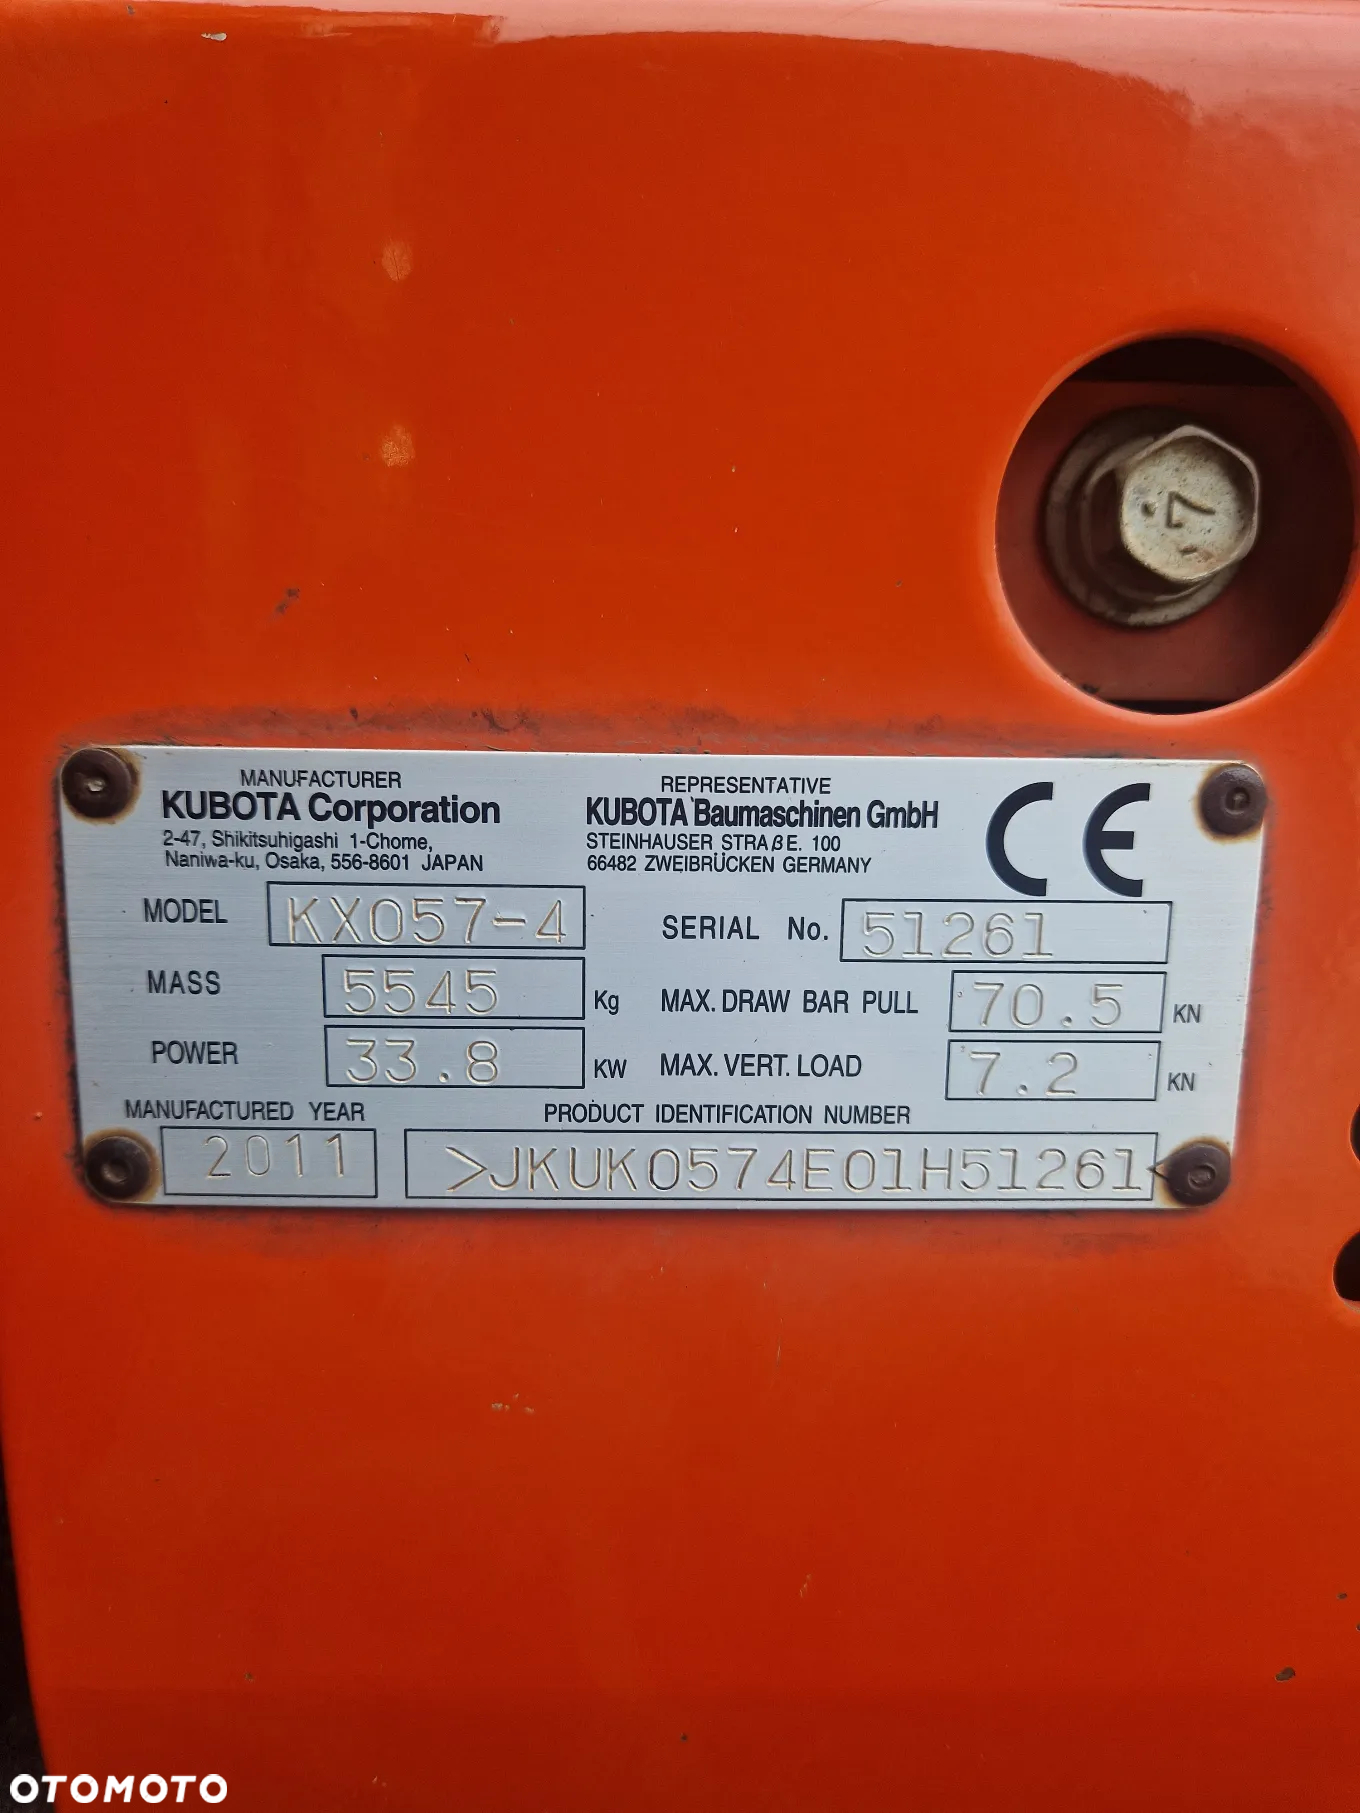 MANUFACTURER
KUBOTA Corporation
2-47, Shikitsuhigashi 1-Chome,
Naniwa-ku, Osaka, 556-8601 JAPAN
REPRESENTATIVE
KUBOTA Baumaschinen GmbH
STEINHAUSER STRAßE. 100
66482 ZWEIBRÜCKEN GERMANY
CE
MODEL KX057-4
SERIAL No. 51261
MASS 5545 Kg
MAX. DRAW BAR PULL 70.5 KN
POWER 33.8 KW
MAX. VERT. LOAD 7.2 KN
MANUFACTURED YEAR
2011
PRODUCT IDENTIFICATION NUMBER
>JKUK0574E01H51261<
7
OTOMOTO